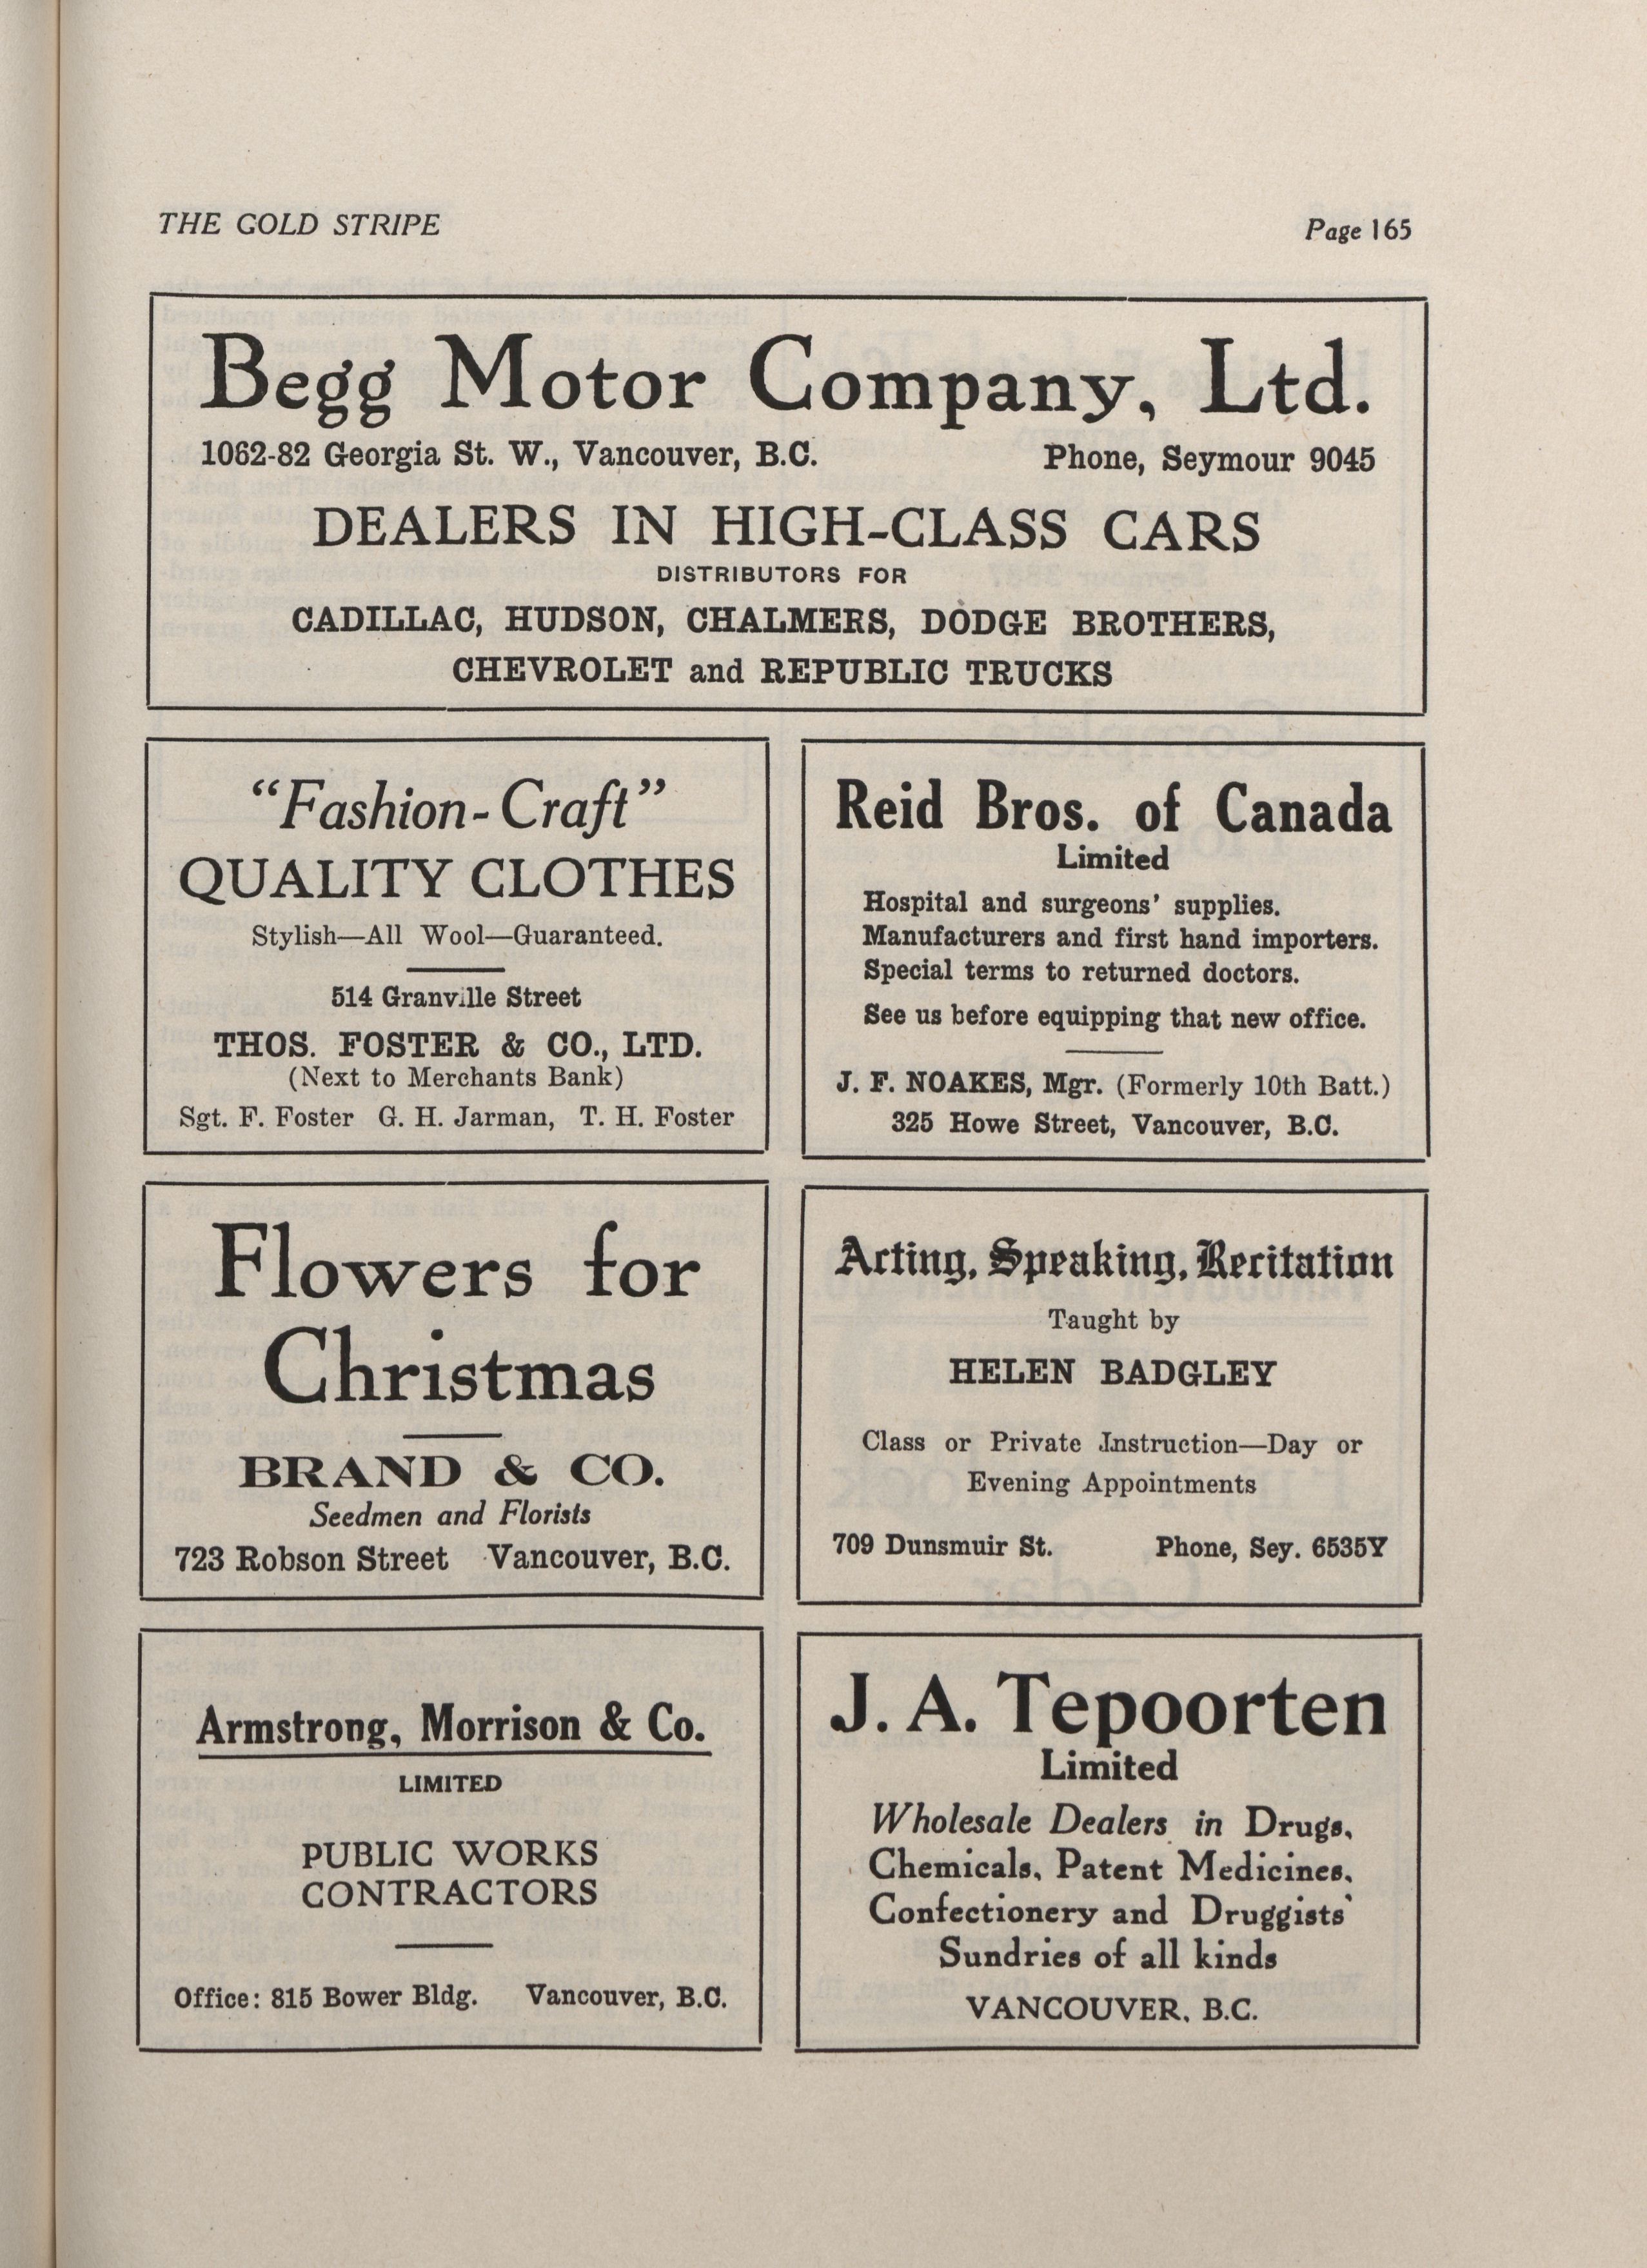 THE GOLD STRIPE
Page 165
Begg Motor Company, Ltd.
1062-82 Georgia St. W., Vancouver, B.C. Phone, Seymour 9045
DEALERS IN HIGH-CLASS CARS
DISTRIBUTORS FOR
CADILLAC, HUDSON, CHALMERS, DODGE BROTHERS,
CHEVROLET and REPUBLIC TRUCKS
"Fashion-Craft"
QUALITY CLOTHES
Stylish—All Wool—Guaranteed.
514 Granville Street
THOS. FOSTER & CO., LTD.
(Next to Merchants Bank)
Sgt. F. Foster G. H. Jarman, T. H. Foster
Reid Bros. of Canada
Limited
Hospital and surgeons' supplies.
Manufacturers and first hand importers.
Special terms to returned doctors.
See us before equipping that new office.
J. F. NOAKES, Mgr. (Formerly 10th Batt.)
325 Howe Street, Vancouver, B.C.
Flowers for
Christmas
BRAND & CO.
Seedmen and Florists
723 Robson Street Vancouver, B.C.
Acting, Speaking, Recitation
Taught by
HELEN BADGLEY
Class or Private Instruction—Day or
Evening Appointments
709 Dunsmuir St. Phone, Sey. 6535Y
Armstrong, Morrison & Co.
LIMITED
PUBLIC WORKS
CONTRACTORS
Office: 815 Bower Bldg. Vancouver, B.C.
J. A. Tepoorten
Limited
Wholesale Dealers in Drugs,
Chemicals, Patent Medicines,
Confectionery and Druggists'
Sundries of all kinds
VANCOUVER, B.C.